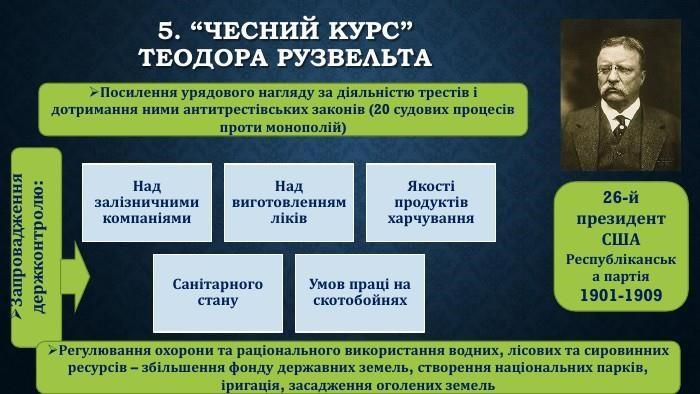 5. “ЧЕСНИЙ КУРС”
ТЕОДОРА РУЗВЕЛЬТА
➢Посилення урядового нагляду за діяльністю трестів і
дотримання ними антитрестівських законів (20 судових процесів
проти монополій)
➢Запровадження
держконтролю:
Над
залізничними
компаніями
Над
виготовленням
ліків
Якості
продуктів
харчування
Санітарного
стану
Умов праці на
скотобойнях
26-й
президент
США
Республіканськ
а партія
1901-1909
➢Регулювання охорони та раціонального використання водних, лісових та сировинних
ресурсів – збільшення фонду державних земель, створення національних парків,
іригація, засадження оголених земель